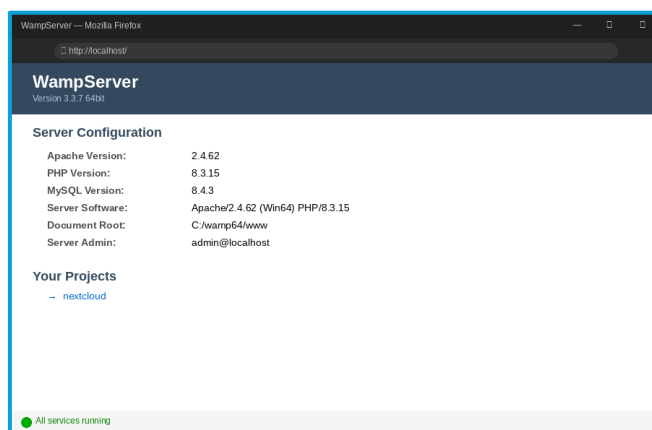 WampServer — Mozilla Firefox
http://localhost/
WampServer
Version 3.3.7 64bit
Server Configuration
Apache Version: 2.4.62
PHP Version: 8.3.15
MySQL Version: 8.4.3
Server Software: Apache/2.4.62 (Win64) PHP/8.3.15
Document Root: C:/wamp64/www
Server Admin: admin@localhost
Your Projects
→ nextcloud
All services running